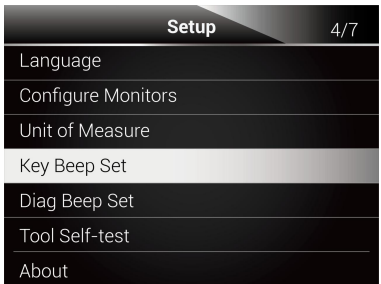 Setup 4/7
Language
Configure Monitors
Unit of Measure
Key Beep Set
Diag Beep Set
Tool Self-test
About